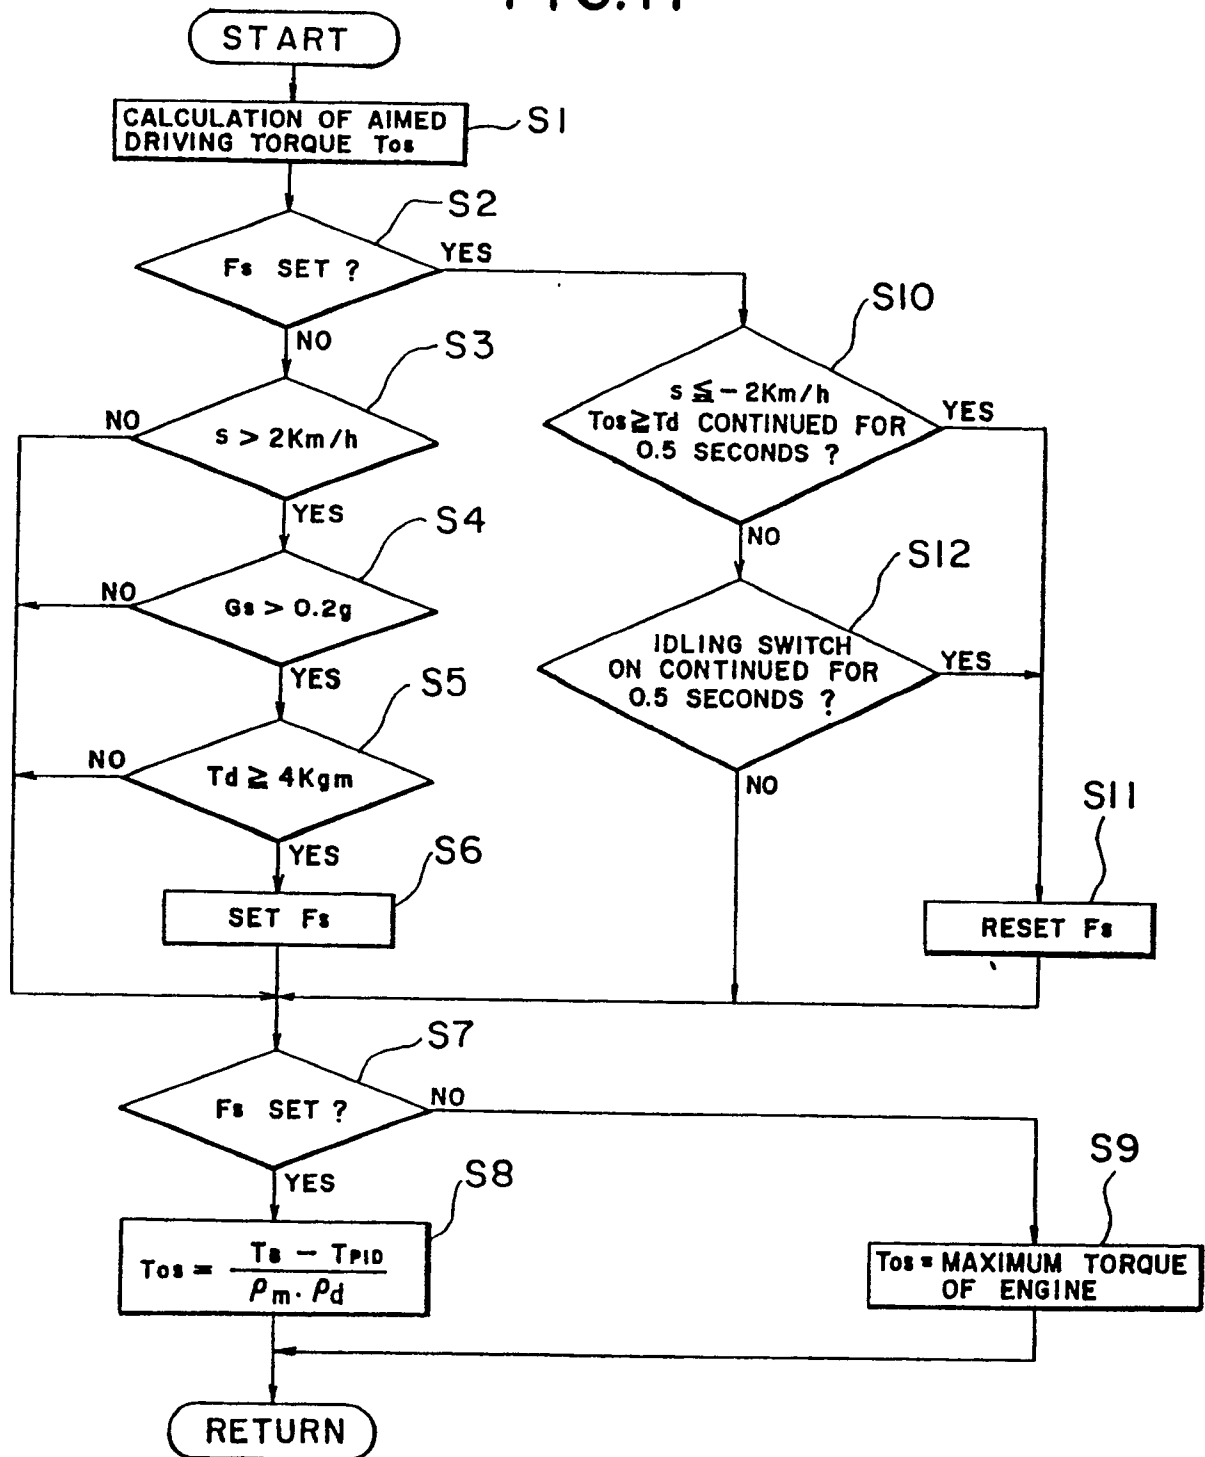 START
CALCULATION OF AIMED
DRIVING TORQUE Tos
S1
S2
Fs SET ?
YES
NO
S3
NO
s > 2Km/h
YES
S4
NO
Gs > 0.2g
YES
S5
NO
Td ≧ 4Kgm
YES
S6
SET Fs
S10
s ≦ - 2Km/h
Tos ≧ Td CONTINUED FOR
0.5 SECONDS ?
YES
NO
S12
IDLING SWITCH
ON CONTINUED FOR
0.5 SECONDS ?
YES
NO
S11
RESET Fs
S7
Fs SET ?
NO
YES
S8
Tos = (TB - TPID) / (ρm · ρd)
S9
Tos = MAXIMUM TORQUE
OF ENGINE
RETURN